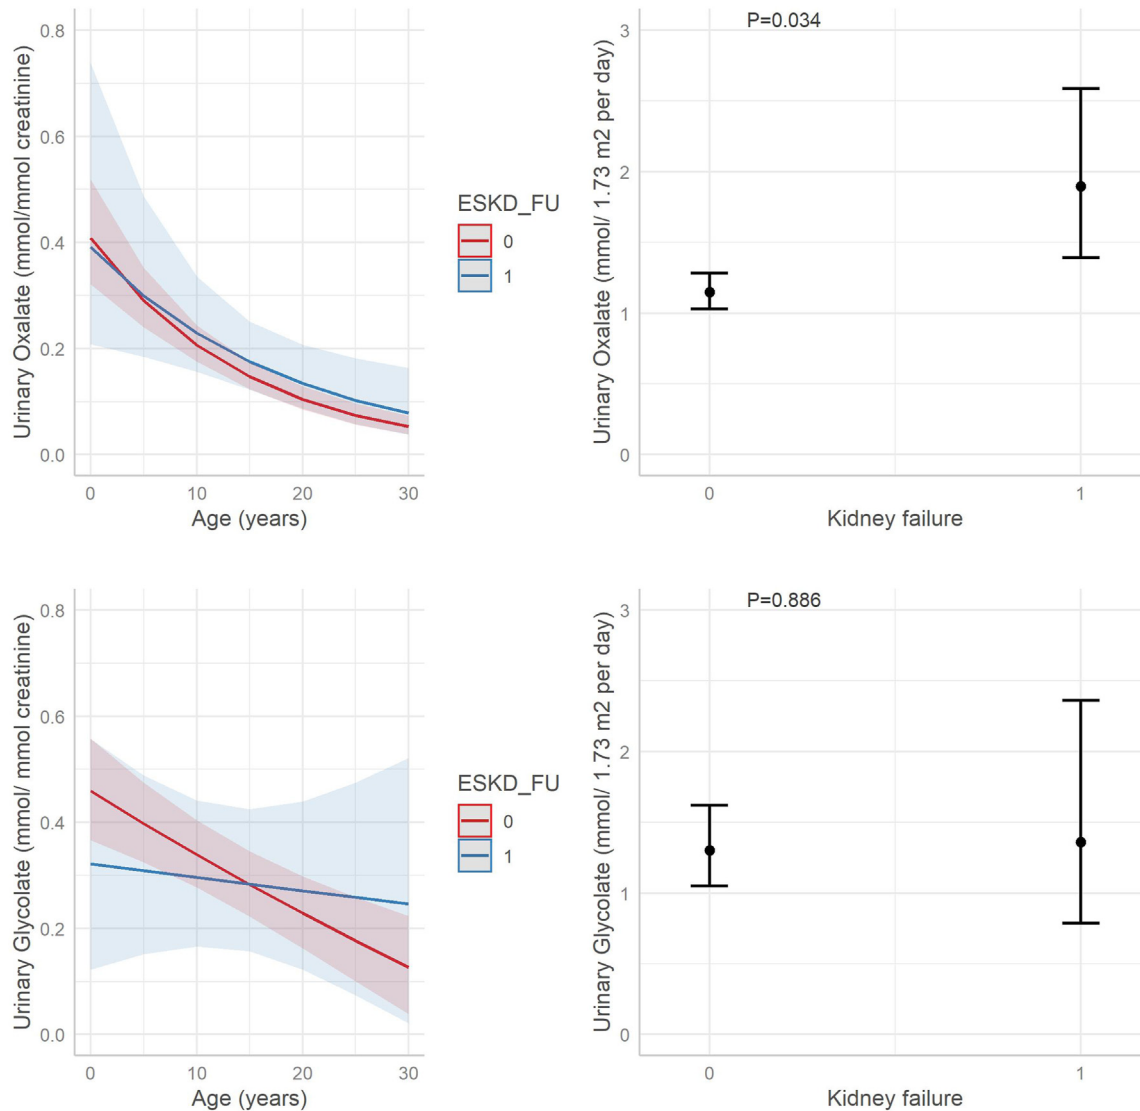 Urinary Oxalate (mmol/mmol creatinine)
0.8
0.6
0.4
0.2
0.0
0 10 20 30
Age (years)
ESKD_FU
0
1
P=0.034
Urinary Oxalate (mmol/ 1.73 m2 per day)
3
2
1
0
0 1
Kidney failure
Urinary Glycolate (mmol/ mmol creatinine)
0.8
0.6
0.4
0.2
0.0
0 10 20 30
Age (years)
ESKD_FU
0
1
P=0.886
Urinary Glycolate (mmol/ 1.73 m2 per day)
3
2
1
0
0 1
Kidney failure